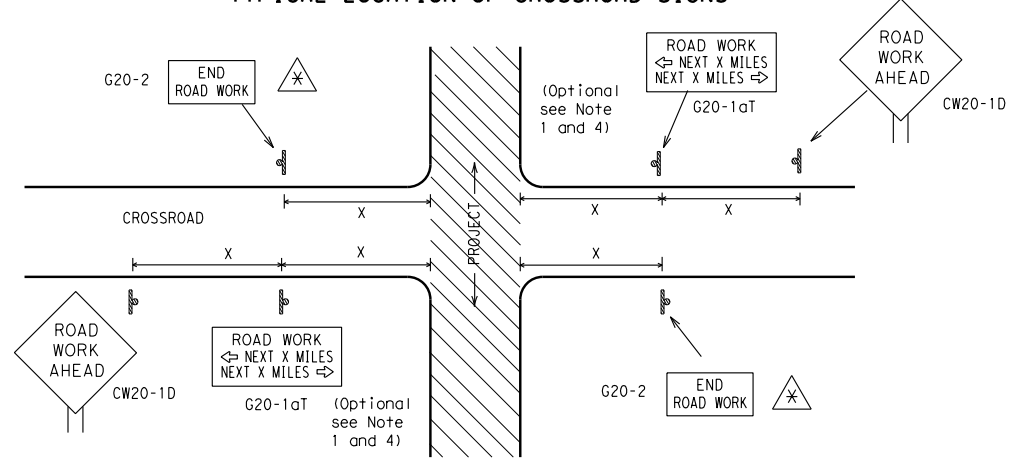 TYPICAL LOCATION OF CROSSROAD SIGNS
ROAD WORK
⇦ NEXT X MILES
NEXT X MILES ⇨
G20-1aT
(Optional
see Note
1 and 4)
ROAD
WORK
AHEAD
CW20-1D
G20-2
END
ROAD WORK
*
X
X
X
CROSSROAD
PROJECT
X
X
X
ROAD
WORK
AHEAD
CW20-1D
ROAD WORK
⇦ NEXT X MILES
NEXT X MILES ⇨
G20-1aT
(Optional
see Note
1 and 4)
G20-2
END
ROAD WORK
*